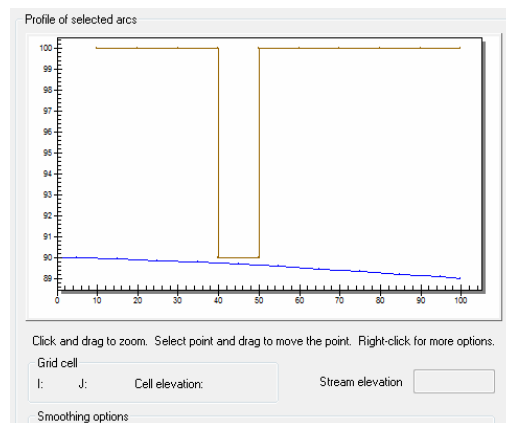 Profile of selected arcs
100
99
98
97
96
95
94
93
92
91
90
89
0 10 20 30 40 50 60 70 80 90 100
Click and drag to zoom. Select point and drag to move the point. Right-click for more options.
Grid cell
I: J: Cell elevation: Stream elevation
Smoothing options